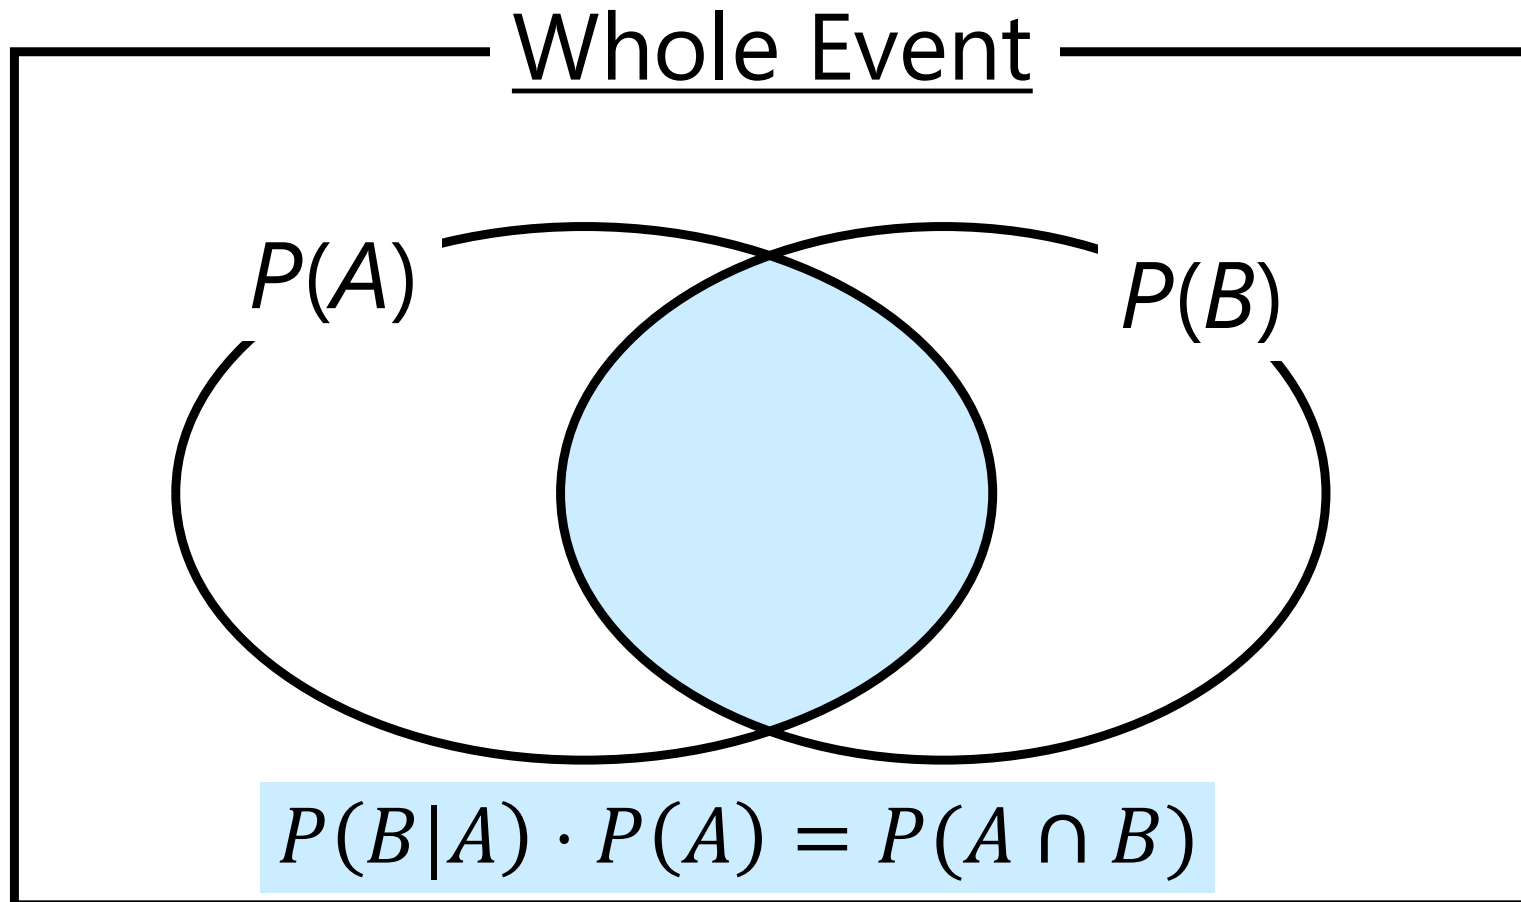 Whole Event
P(A)
P(B)
P(B|A) · P(A) = P(A ∩ B)